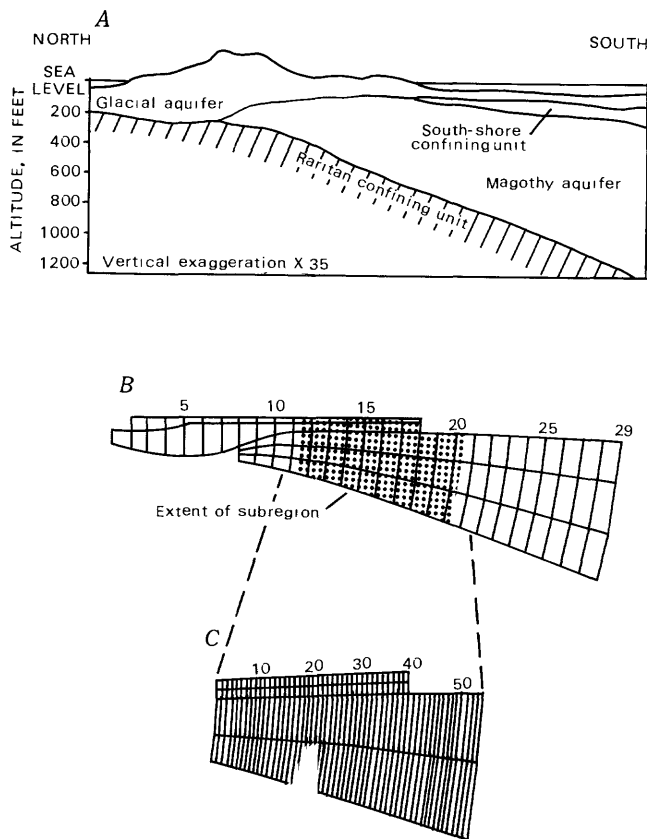 A
NORTH
SOUTH
SEA
LEVEL
200
400
600
800
1000
1200
ALTITUDE, IN FEET
Glacial aquifer
South-shore
confining unit
Magothy aquifer
Raritan confining unit
Vertical exaggeration X 35
B
5
10
15
20
25
29
Extent of subregion
C
10
20
30
40
50